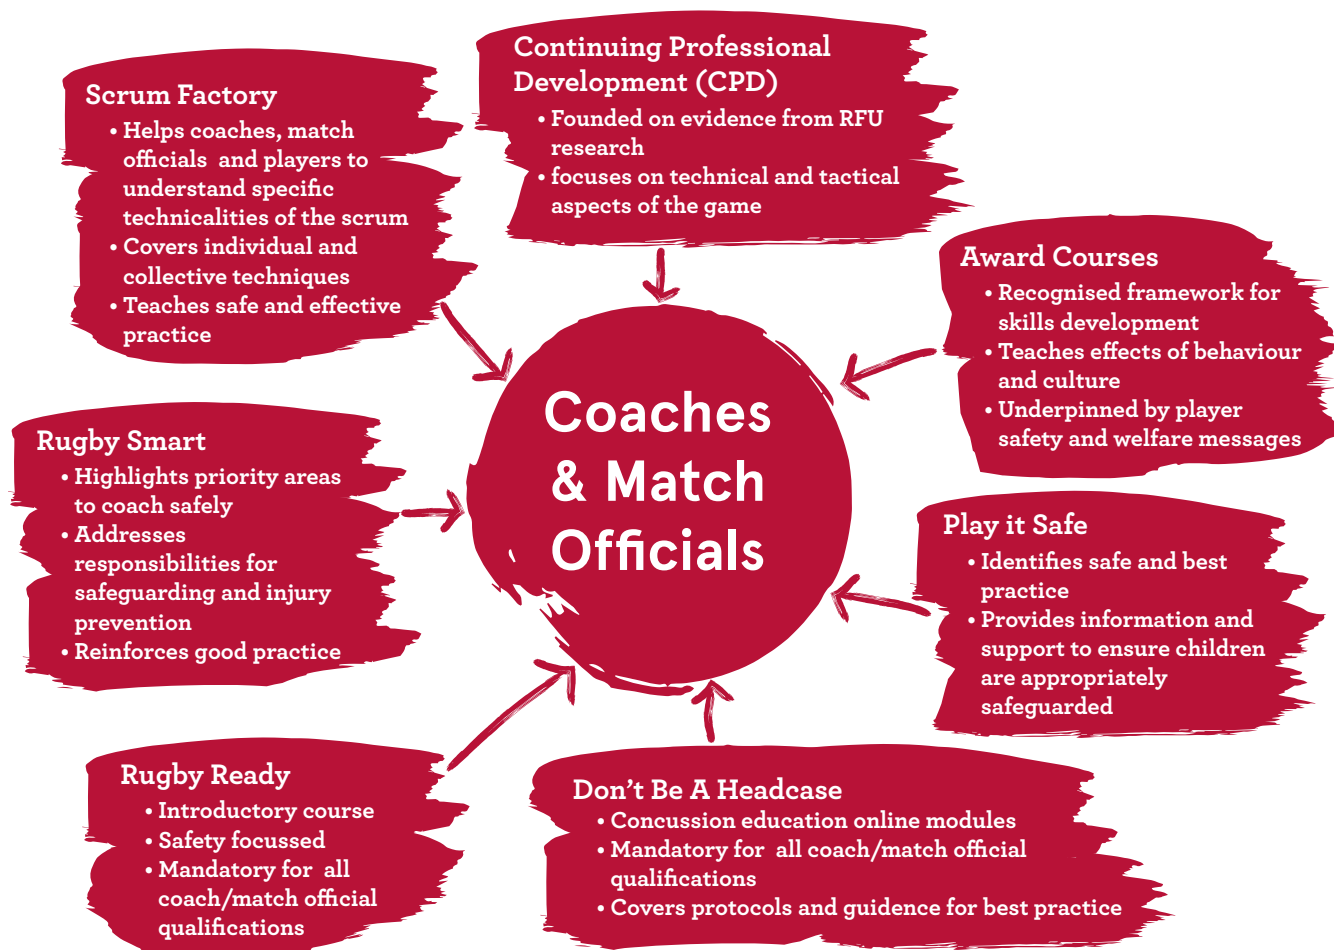 Continuing Professional
Development (CPD)
• Founded on evidence from RFU
research
• focuses on technical and tactical
aspects of the game
Scrum Factory
• Helps coaches, match
officials and players to
understand specific
technicalities of the scrum
• Covers individual and
collective techniques
• Teaches safe and effective
practice
Award Courses
• Recognised framework for
skills development
• Teaches effects of behaviour
and culture
• Underpinned by player
safety and welfare messages
Coaches
& Match
Officials
Rugby Smart
• Highlights priority areas
to coach safely
• Addresses
responsibilities for
safeguarding and injury
prevention
• Reinforces good practice
Play it Safe
• Identifies safe and best
practice
• Provides information and
support to ensure children
are appropriately
safeguarded
Rugby Ready
• Introductory course
• Safety focussed
• Mandatory for all
coach/match official
qualifications
Don't Be A Headcase
• Concussion education online modules
• Mandatory for all coach/match official
qualifications
• Covers protocols and guidence for best practice